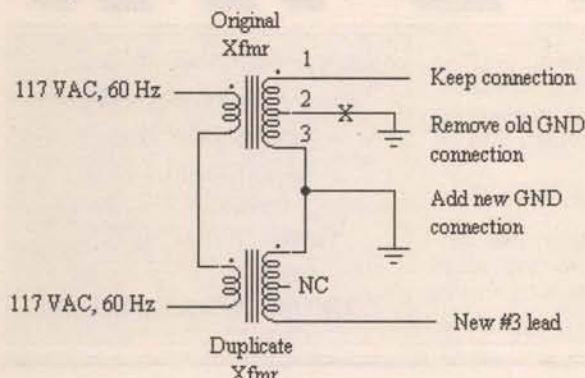 Original
Xfmr
117 VAC, 60 Hz
1
2
3
X
Keep connection
Remove old GND
connection
Add new GND
connection
NC
117 VAC, 60 Hz
New #3 lead
Duplicate
Xfmr